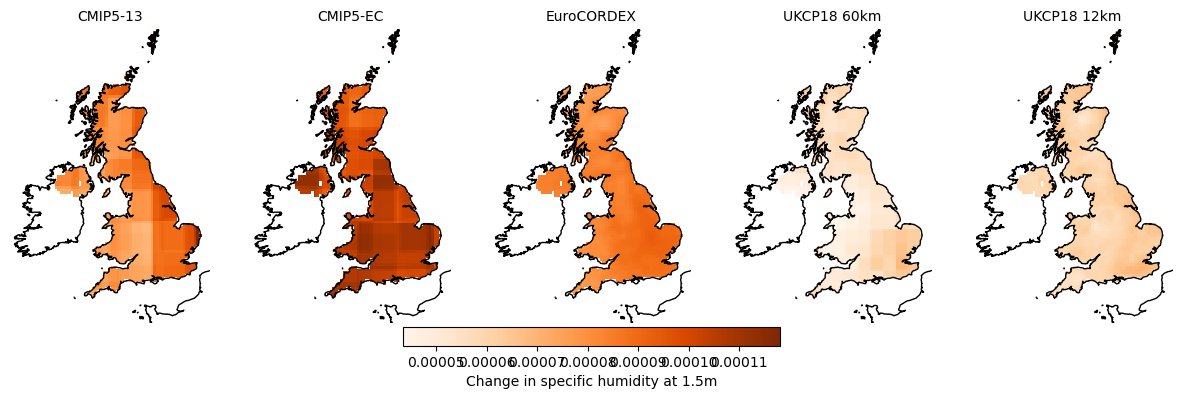 CMIP5-13 CMIP5-EC EuroCORDEX UKCP18 60km UKCP18 12km
0.00005 0.00006 0.00007 0.00008 0.00009 0.00010 0.00011
Change in specific humidity at 1.5m